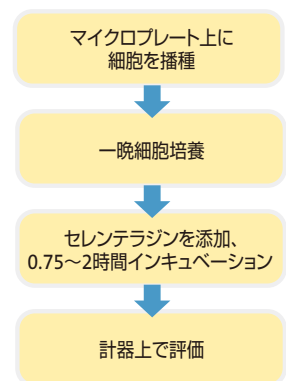 マイクロプレート上に
細胞を播種
一晩細胞培養
セレンテラジンを添加、
0.75〜2時間インキュベーション
計器上で評価